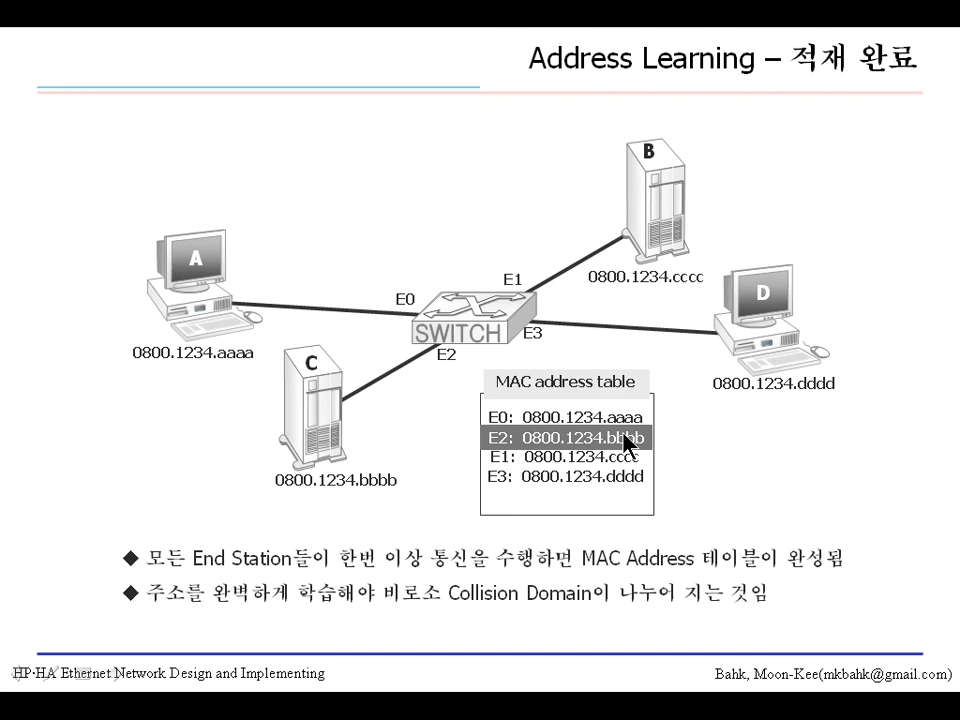 Address Learning – 적재 완료
B
0800.1234.cccc
A
E1
E0
D
SWITCH
E3
E2
0800.1234.aaaa
C
0800.1234.dddd
MAC address table
E0: 0800.1234.aaaa
E2: 0800.1234.bbbb
E1: 0800.1234.cccc
E3: 0800.1234.dddd
0800.1234.bbbb
◆ 모든 End Station들이 한번 이상 통신을 수행하면 MAC Address 테이블이 완성됨
◆ 주소를 완벽하게 학습해야 비로소 Collision Domain이 나누어 지는 것임
HP·HA Ethernet Network Design and Implementing
Bahk, Moon-Kee(mkbahk@gmail.com)